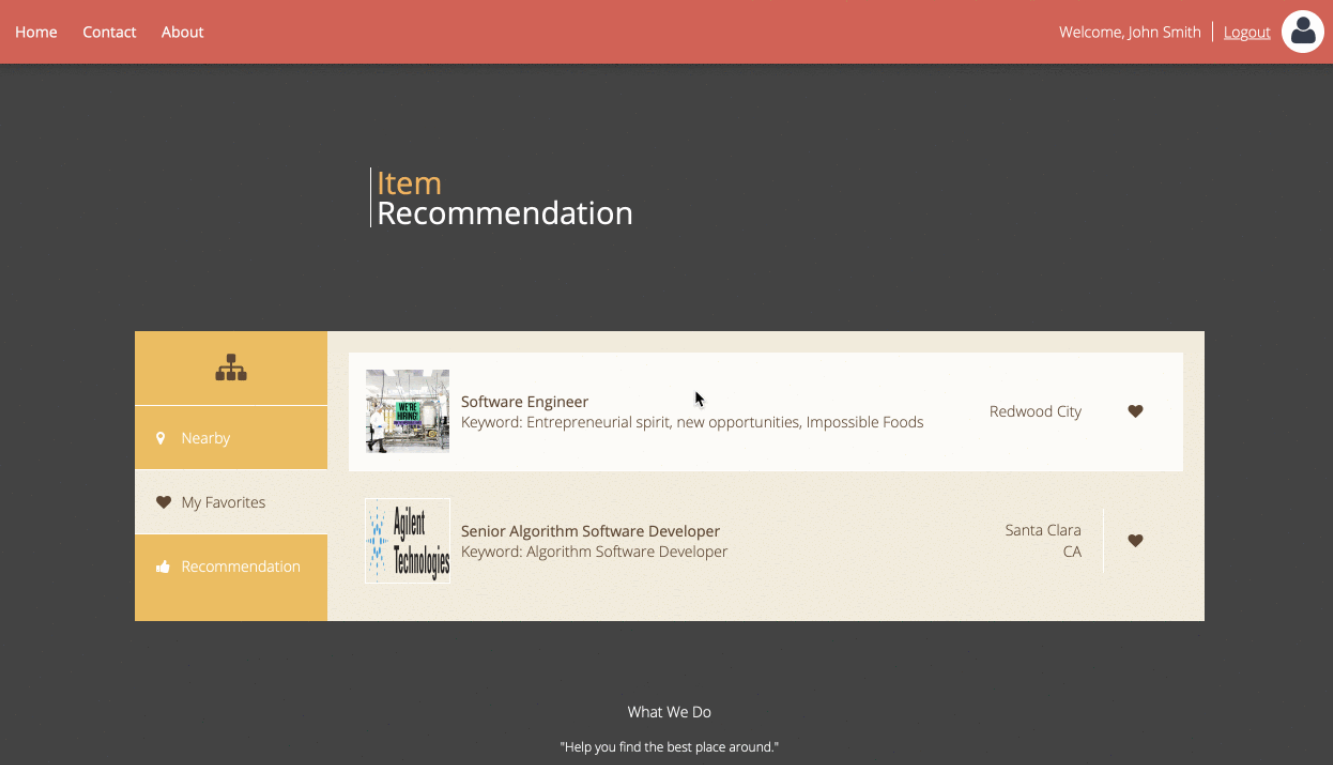 Home Contact About Welcome, John Smith Logout
Item
Recommendation
Nearby
My Favorites
Recommendation
WE'RE
HIRING!
Software Engineer
Keyword: Entrepreneurial spirit, new opportunities, Impossible Foods
Redwood City
Agilent
Technologies
Senior Algorithm Software Developer
Keyword: Algorithm Software Developer
Santa Clara
CA
What We Do
"Help you find the best place around."